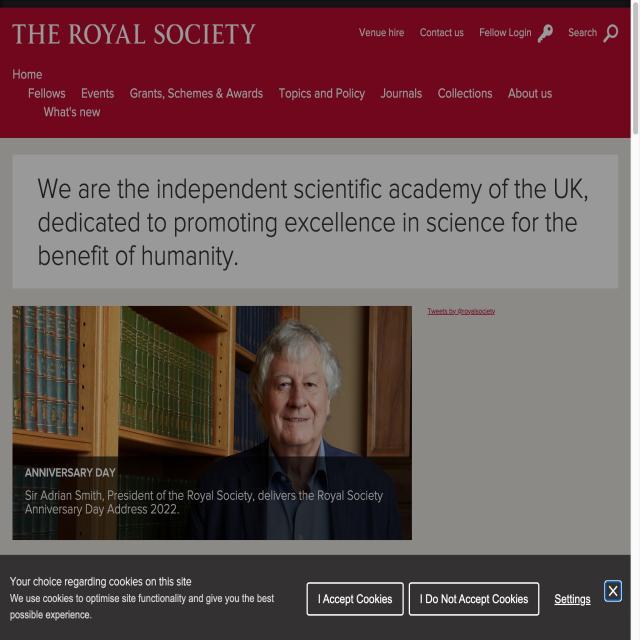 THE ROYAL SOCIETY
Venue hire Contact us Fellow Login Search
Home
Fellows Events Grants, Schemes & Awards Topics and Policy Journals Collections About us
What's new
We are the independent scientific academy of the UK,
dedicated to promoting excellence in science for the
benefit of humanity.
Tweets by @royalsociety
ANNIVERSARY DAY
Sir Adrian Smith, President of the Royal Society, delivers the Royal Society
Anniversary Day Address 2022.
Your choice regarding cookies on this site
We use cookies to optimise site functionality and give you the best
possible experience.
I Accept Cookies
I Do Not Accept Cookies
Settings
X